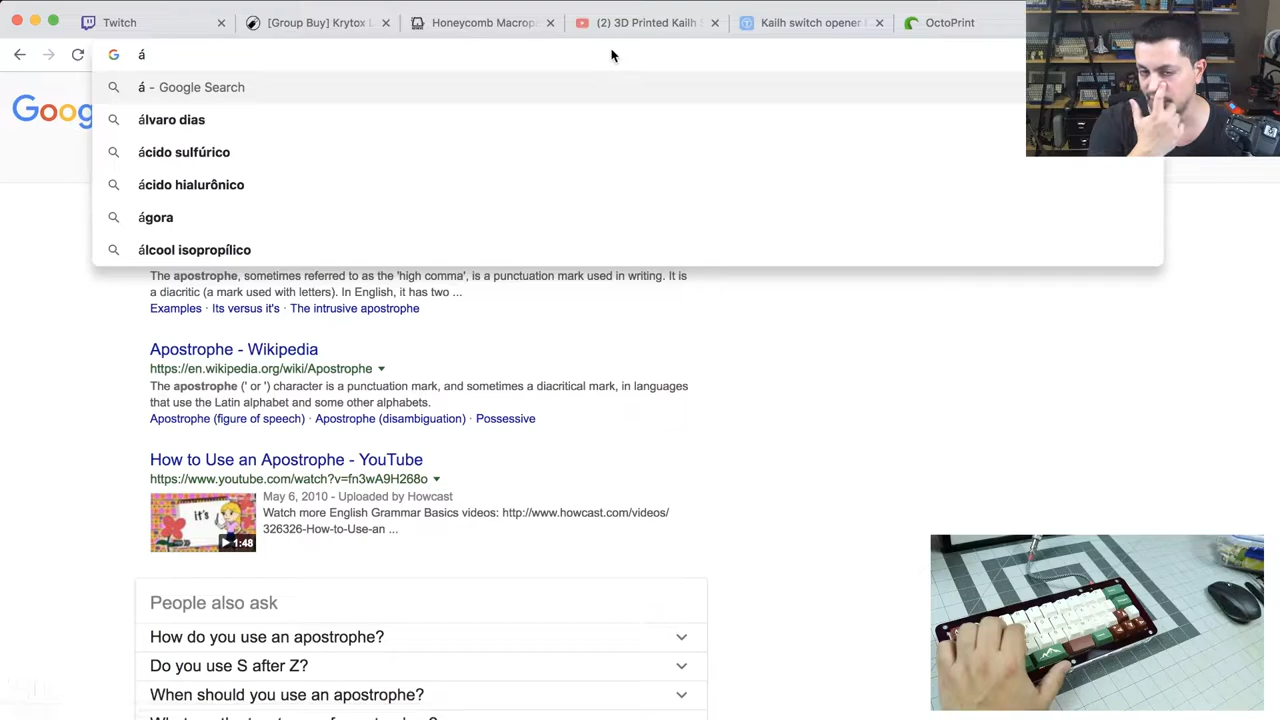 Twitch
[Group Buy] Krytox L
Honeycomb Macrop
(2) 3D Printed Kailh S
Kailh switch opener
OctoPrint
á
á - Google Search
álvaro dias
ácido sulfúrico
ácido hialurônico
ágora
álcool isopropílico
Goog
The apostrophe, sometimes referred to as the 'high comma', is a punctuation mark used in writing. It is
a diacritic (a mark used with letters). In English, it has two ...
Examples · Its versus it's · The intrusive apostrophe
Apostrophe - Wikipedia
https://en.wikipedia.org/wiki/Apostrophe
The apostrophe (' or ') character is a punctuation mark, and sometimes a diacritical mark, in languages
that use the Latin alphabet and some other alphabets.
Apostrophe (figure of speech) · Apostrophe (disambiguation) · Possessive
How to Use an Apostrophe - YouTube
https://www.youtube.com/watch?v=fn3wA9H268o
May 6, 2010 - Uploaded by Howcast
Watch more English Grammar Basics videos: http://www.howcast.com/videos/
326326-How-to-Use-an ...
it's
1:48
People also ask
How do you use an apostrophe?
Do you use S after Z?
When should you use an apostrophe?